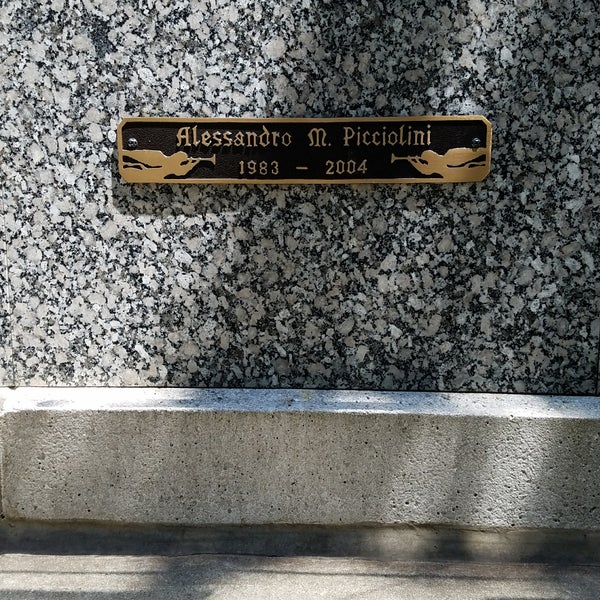 Alessandro M. Picciolini
1983 – 2004